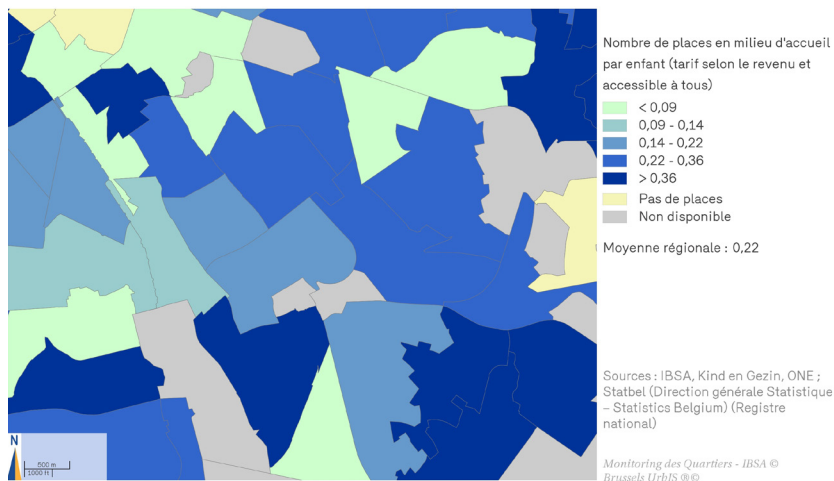 Nombre de places en milieu d'accueil
par enfant (tarif selon le revenu et
accessible à tous)
< 0,09
0,09 - 0,14
0,14 - 0,22
0,22 - 0,36
> 0,36
Pas de places
Non disponible
Moyenne régionale : 0,22
Sources : IBSA, Kind en Gezin, ONE ;
Statbel (Direction générale Statistique
– Statistics Belgium) (Registre
national)
N
500 m
1000 ft
Monitoring des Quartiers - IBSA ©
Brussels UrbIS ®©